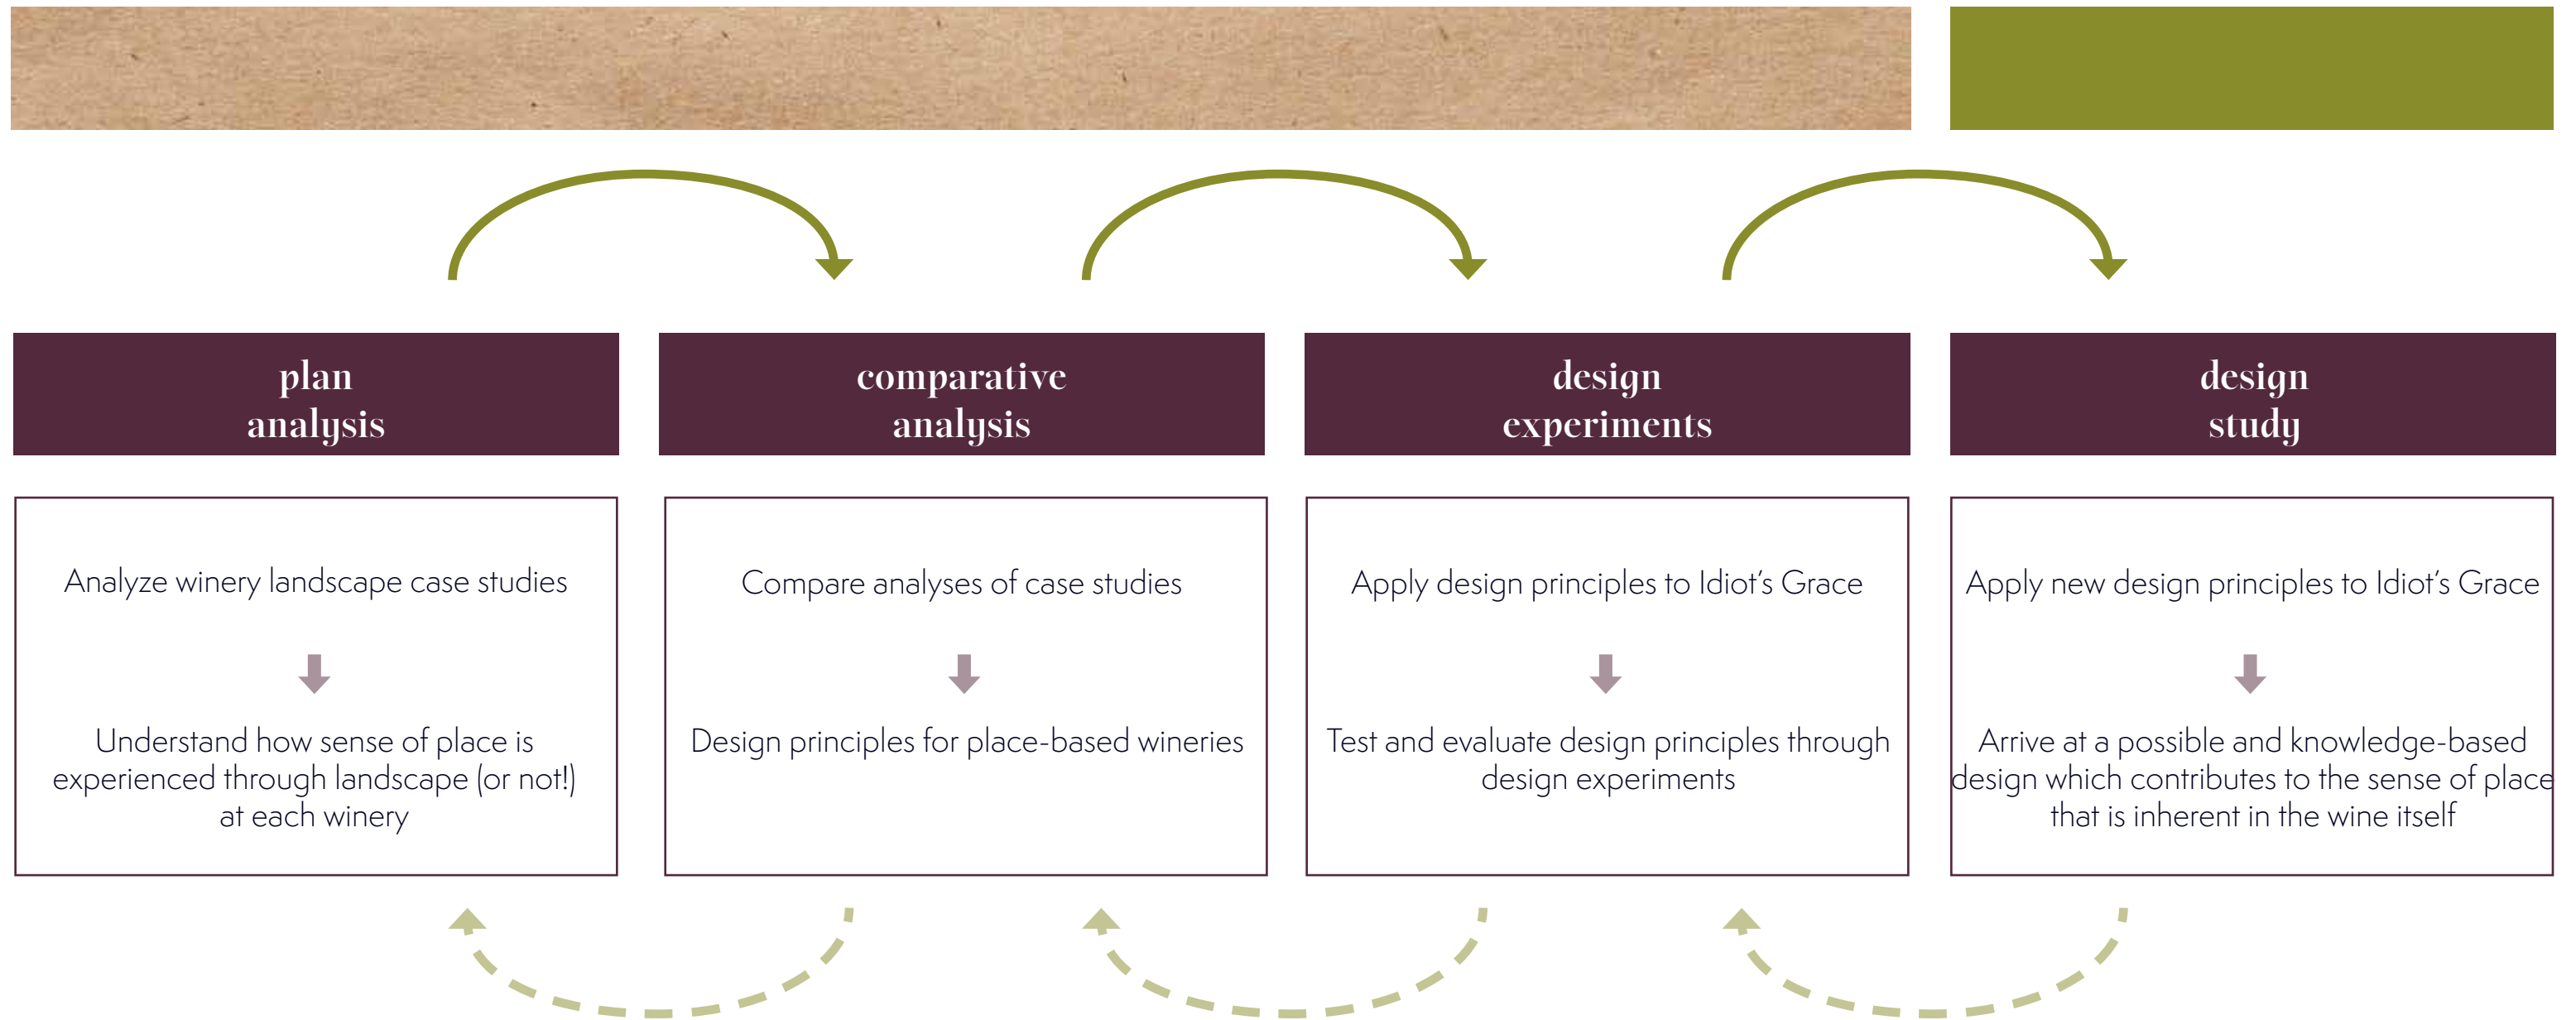 plan
analysis
comparative
analysis
design
experiments
design
study
Analyze winery landscape case studies
Understand how sense of place is
experienced through landscape (or not!)
at each winery
Compare analyses of case studies
Design principles for place-based wineries
Apply design principles to Idiot's Grace
Test and evaluate design principles through
design experiments
Apply new design principles to Idiot's Grace
Arrive at a possible and knowledge-based
design which contributes to the sense of place
that is inherent in the wine itself